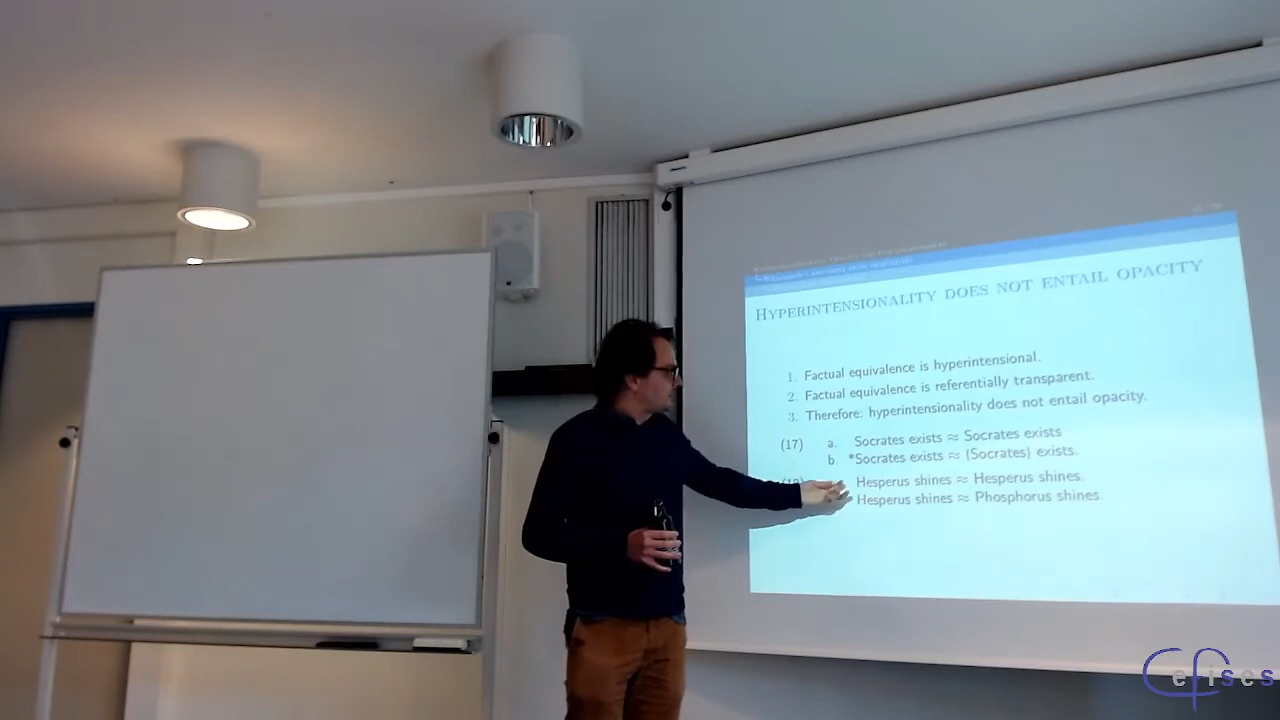 HYPERINTENSIONALITY DOES NOT ENTAIL OPACITY
1. Factual equivalence is hyperintensional.
2. Factual equivalence is referentially transparent.
3. Therefore: hyperintensionality does not entail opacity.
(17) a. Socrates exists ≈ Socrates exists
b. *Socrates exists ≈ {Socrates} exists.
Hesperus shines ≈ Hesperus shines.
Hesperus shines ≈ Phosphorus shines.
Cefises